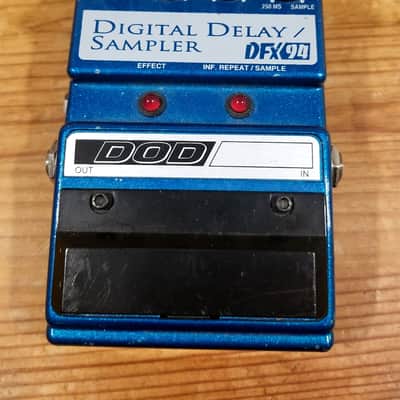 250 MS SAMPLE
DIGITAL DELAY /
SAMPLER DFX94
EFFECT INF. REPEAT / SAMPLE
DOD
OUT IN